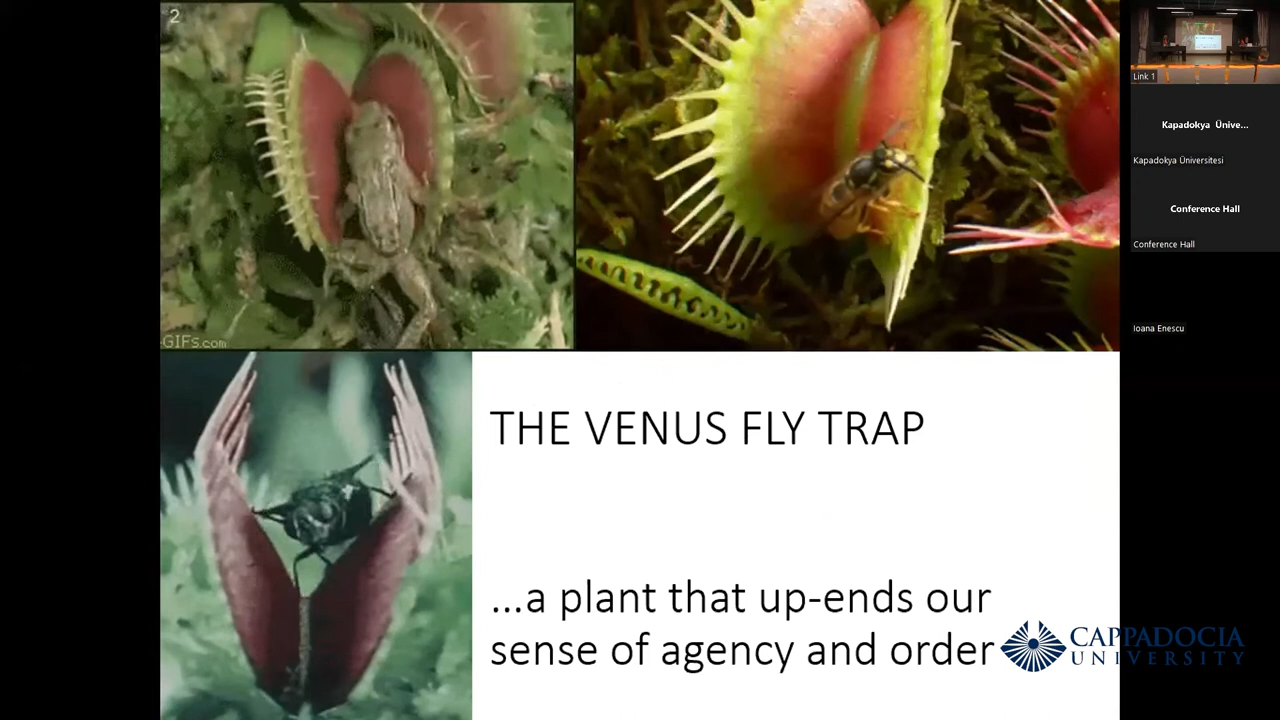 2
GIFs.com
THE VENUS FLY TRAP
...a plant that up-ends our
sense of agency and order
CAPPADOCIA
UNIVERSITY
Link 1
Kapadokya Ünive...
Kapadokya Üniversitesi
Conference Hall
Conference Hall
Ioana Enescu